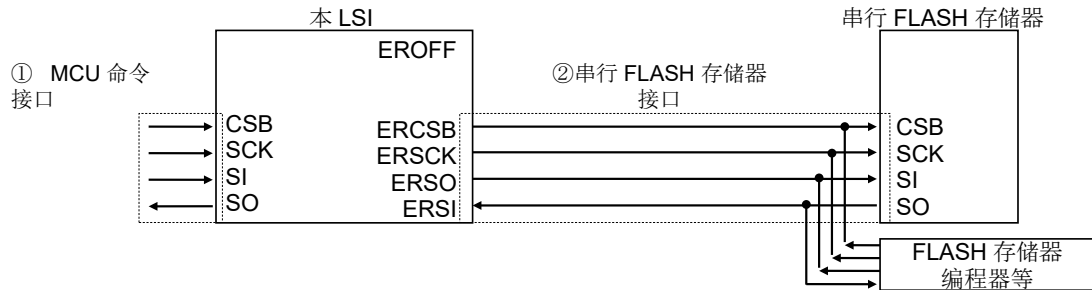 本 LSI
串行 FLASH 存储器
EROFF
① MCU 命令
接口
②串行 FLASH 存储器
接口
CSB
SCK
SI
SO
ERCSB
ERSCK
ERSO
ERSI
CSB
SCK
SI
SO
FLASH 存储器
编程器等